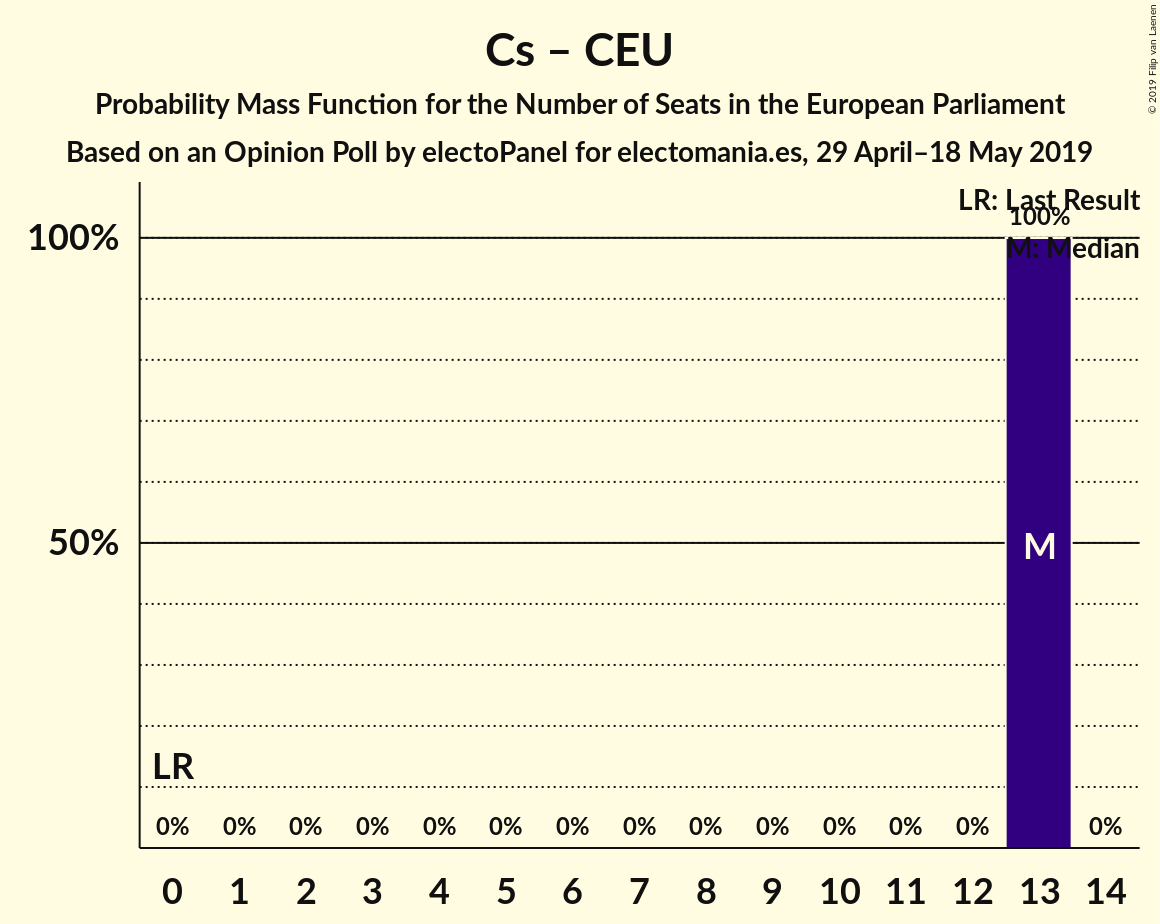 Cs – CEU
Probability Mass Function for the Number of Seats in the European Parliament
Based on an Opinion Poll by electoPanel for electomania.es, 29 April–18 May 2019
© 2019 Filip van Laenen
LR: Last Result
100%
M: Median
100%
50%
M
LR
0% 0% 0% 0% 0% 0% 0% 0% 0% 0% 0% 0% 0% 0%
0 1 2 3 4 5 6 7 8 9 10 11 12 13 14